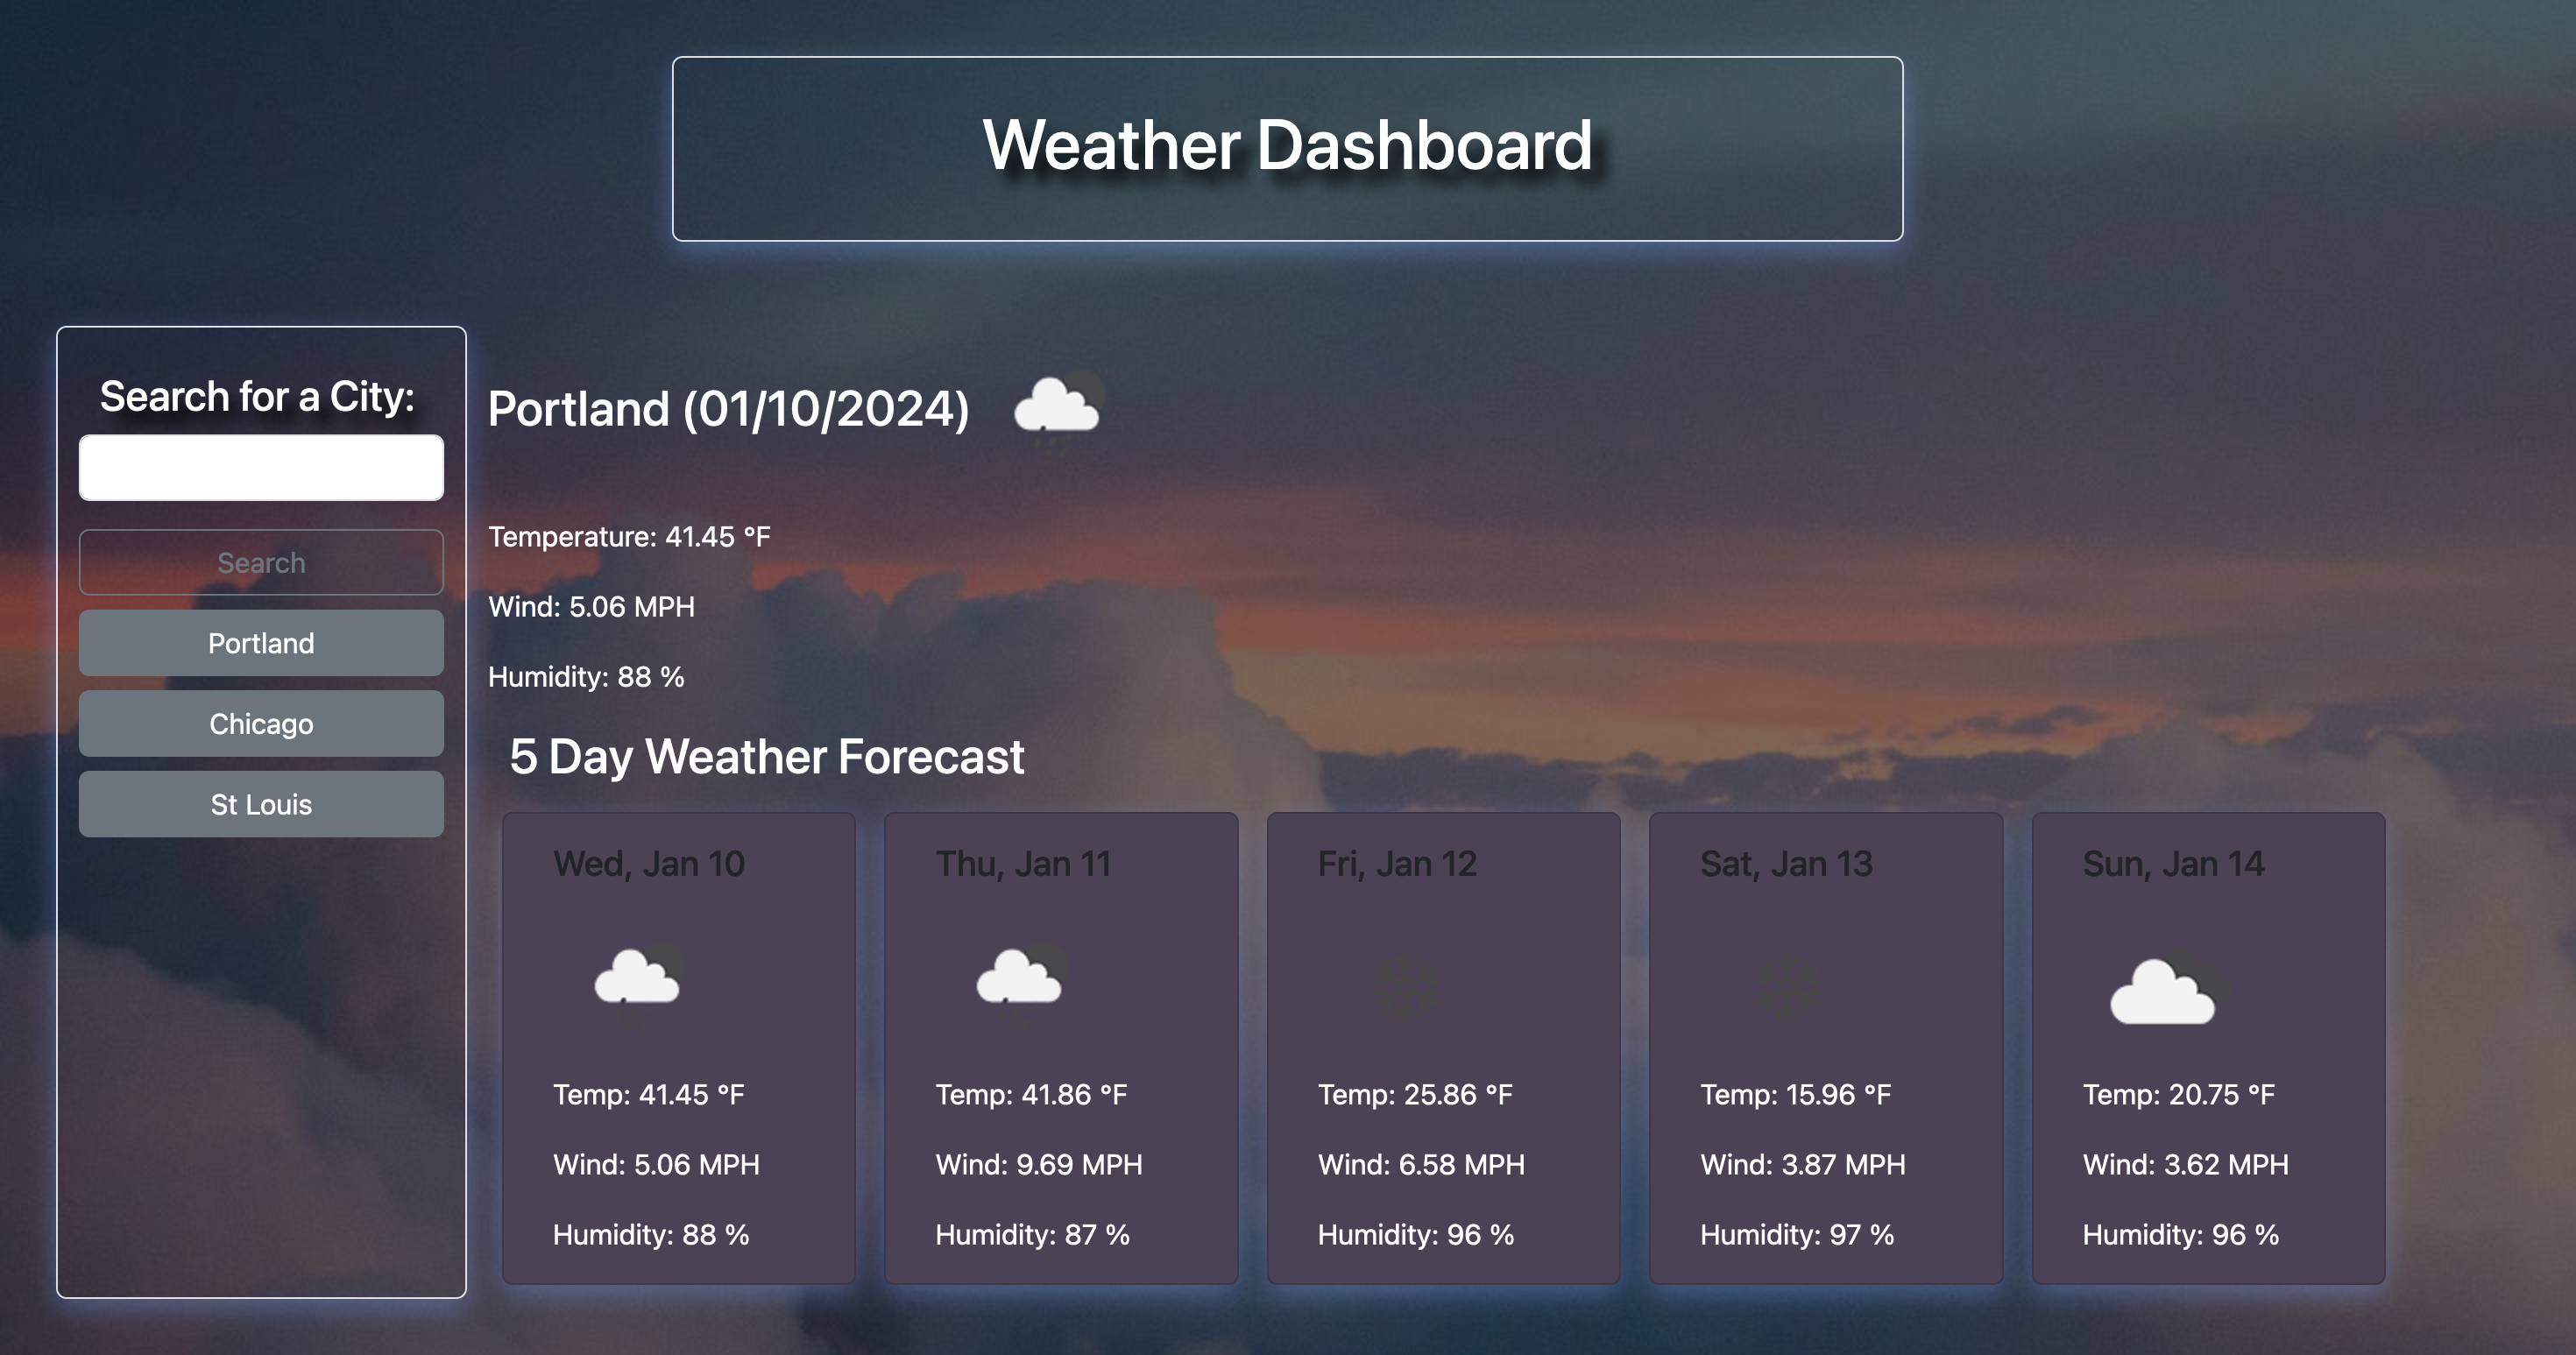 Weather Dashboard
Search for a City:
Search
Portland
Chicago
St Louis
Portland (01/10/2024)
Temperature: 41.45 °F
Wind: 5.06 MPH
Humidity: 88 %
5 Day Weather Forecast
Wed, Jan 10
Temp: 41.45 °F
Wind: 5.06 MPH
Humidity: 88 %
Thu, Jan 11
Temp: 41.86 °F
Wind: 9.69 MPH
Humidity: 87 %
Fri, Jan 12
Temp: 25.86 °F
Wind: 6.58 MPH
Humidity: 96 %
Sat, Jan 13
Temp: 15.96 °F
Wind: 3.87 MPH
Humidity: 97 %
Sun, Jan 14
Temp: 20.75 °F
Wind: 3.62 MPH
Humidity: 96 %